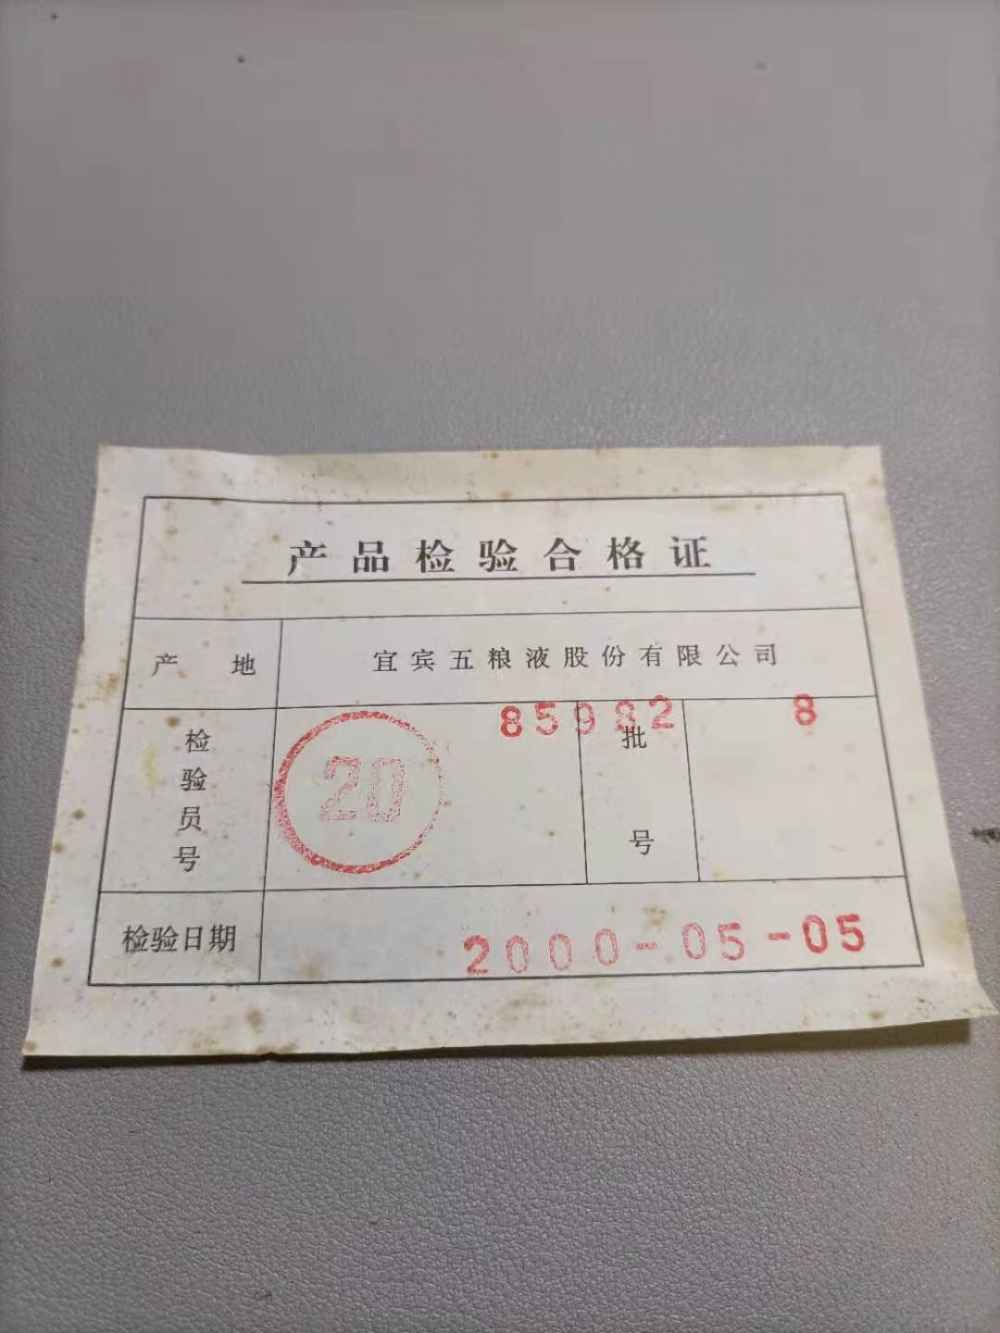 产品检验合格证
产 地 宜宾五粮液股份有限公司
检验员号 20 85982 批号 8
检验日期 2000-05-05